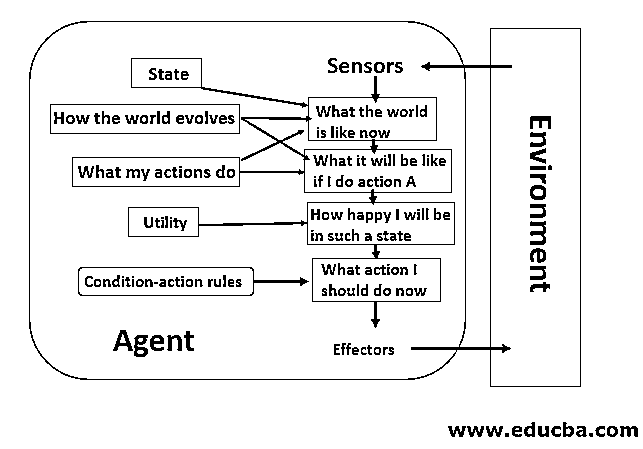 State
Sensors
How the world evolves
What the world
is like now
What my actions do
What it will be like
if I do action A
Utility
How happy I will be
in such a state
Condition-action rules
What action I
should do now
Agent
Effectors
Environment
www.educba.com